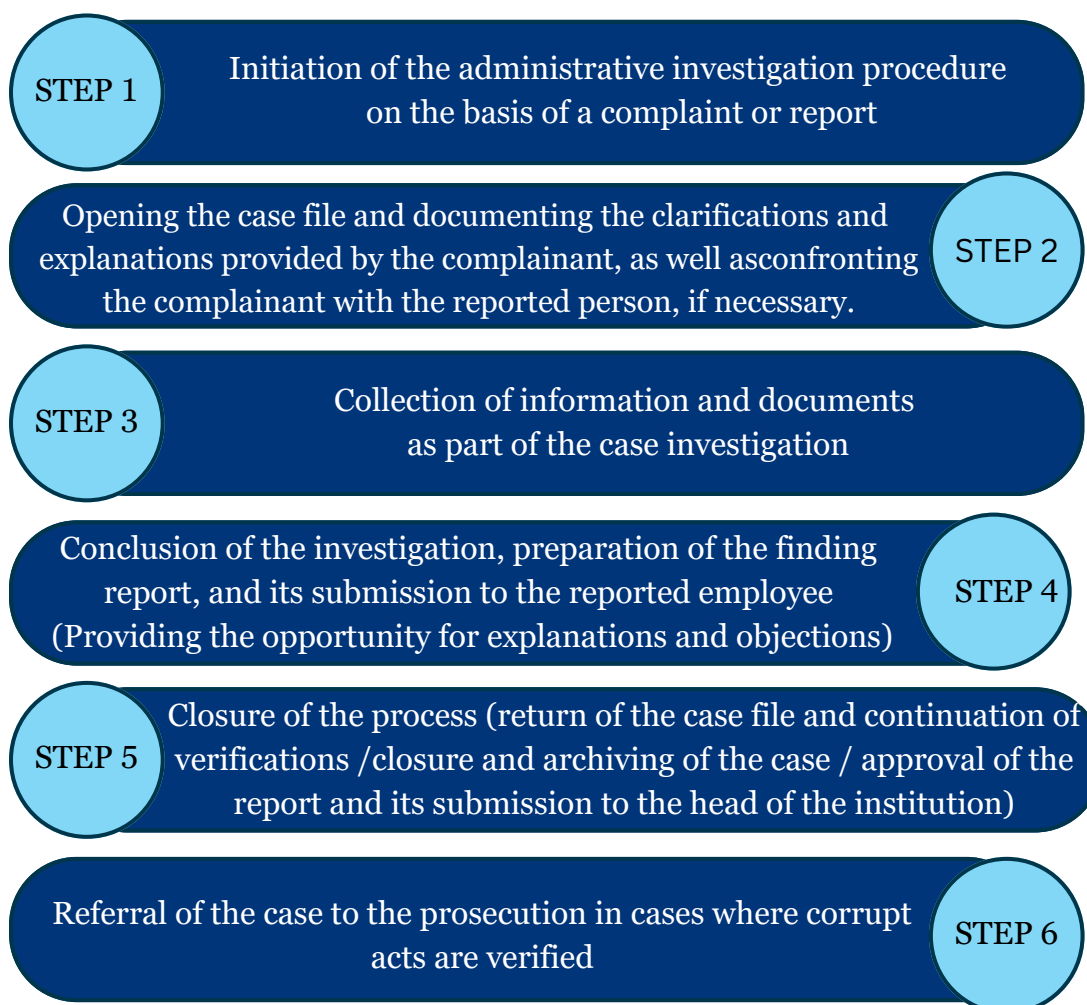 STEP 1
Initiation of the administrative investigation procedure
on the basis of a complaint or report
Opening the case file and documenting the clarifications and
explanations provided by the complainant, as well asconfronting
the complainant with the reported person, if necessary.
STEP 2
STEP 3
Collection of information and documents
as part of the case investigation
Conclusion of the investigation, preparation of the finding
report, and its submission to the reported employee
(Providing the opportunity for explanations and objections)
STEP 4
STEP 5
Closure of the process (return of the case file and continuation of
verifications /closure and archiving of the case / approval of the
report and its submission to the head of the institution)
Referral of the case to the prosecution in cases where corrupt
acts are verified
STEP 6